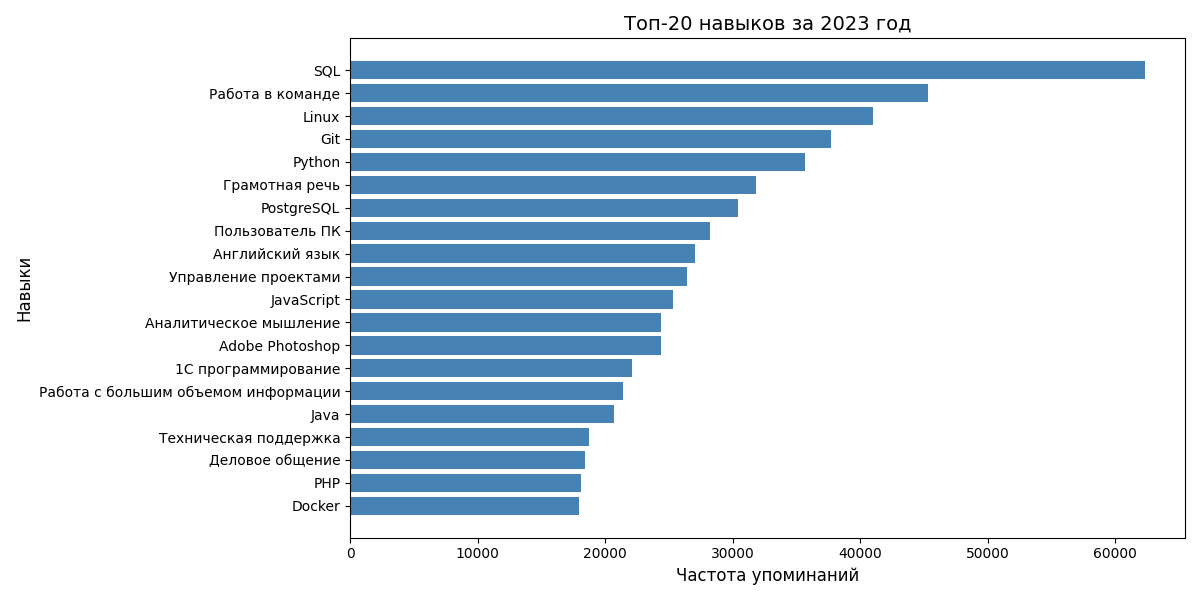 Топ-20 навыков за 2023 год
Навыки
SQL
Работа в команде
Linux
Git
Python
Грамотная речь
PostgreSQL
Пользователь ПК
Английский язык
Управление проектами
JavaScript
Аналитическое мышление
Adobe Photoshop
1С программирование
Работа с большим объемом информации
Java
Техническая поддержка
Деловое общение
PHP
Docker
0 10000 20000 30000 40000 50000 60000
Частота упоминаний